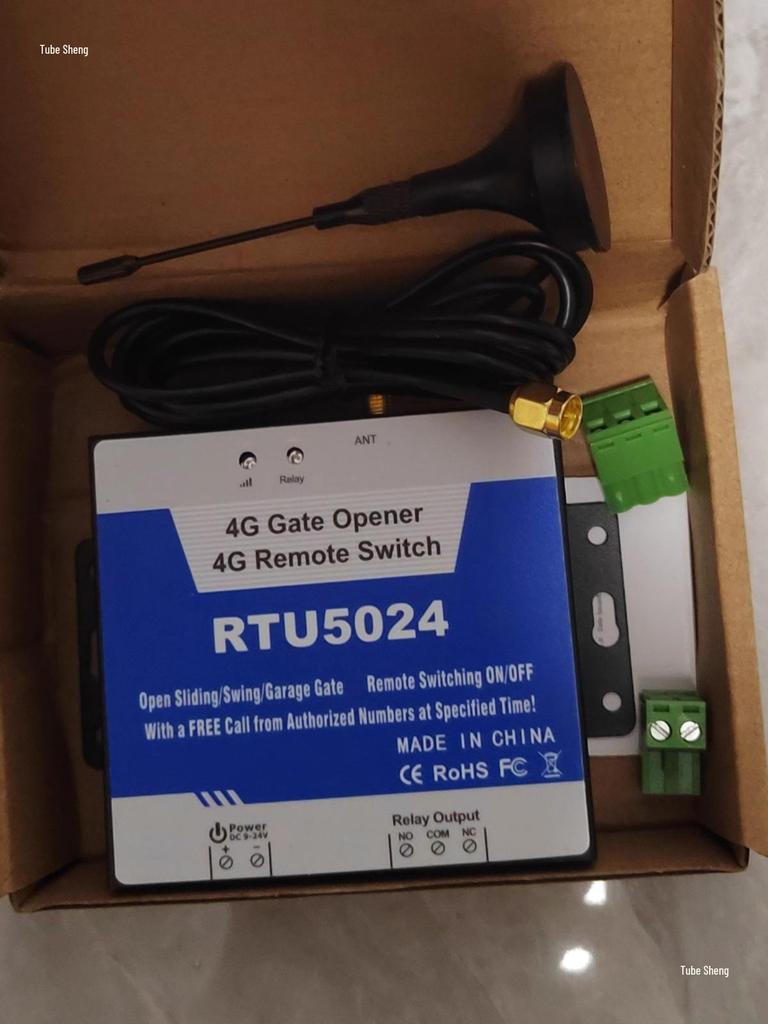 Tube Sheng
ANT
Relay
4G Gate Opener
4G Remote Switch
RTU5024
Open Sliding/Swing/Garage Gate Remote Switching ON/OFF
With a FREE Call from Authorized Numbers at Specified Time!
MADE IN CHINA
CE RoHS FC
Power
DC 9-24V
+ -
Relay Output
NO COM NC
Tube Sheng